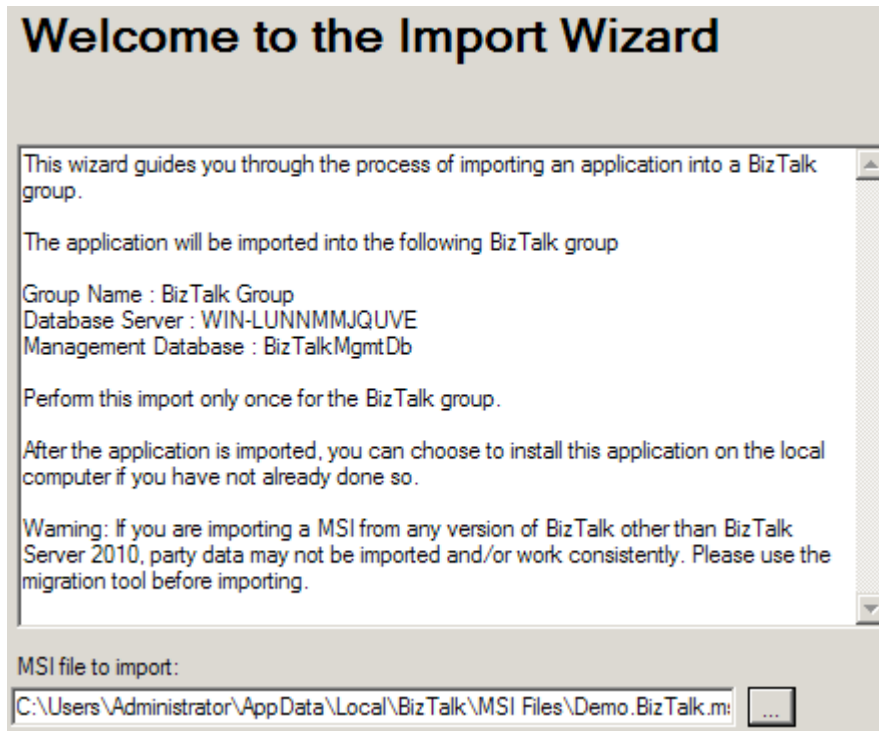 Welcome to the Import Wizard
This wizard guides you through the process of importing an application into a BizTalk
group.
The application will be imported into the following BizTalk group
Group Name : BizTalk Group
Database Server : WIN-LUNNMMJQUVE
Management Database : BizTalkMgmtDb
Perform this import only once for the BizTalk group.
After the application is imported, you can choose to install this application on the local
computer if you have not already done so.
Warning: If you are importing a MSI from any version of BizTalk other than BizTalk
Server 2010, party data may not be imported and/or work consistently. Please use the
migration tool before importing.
MSI file to import:
C:\Users\Administrator\AppData\Local\BizTalk\MSI Files\Demo.BizTalk.ms ...